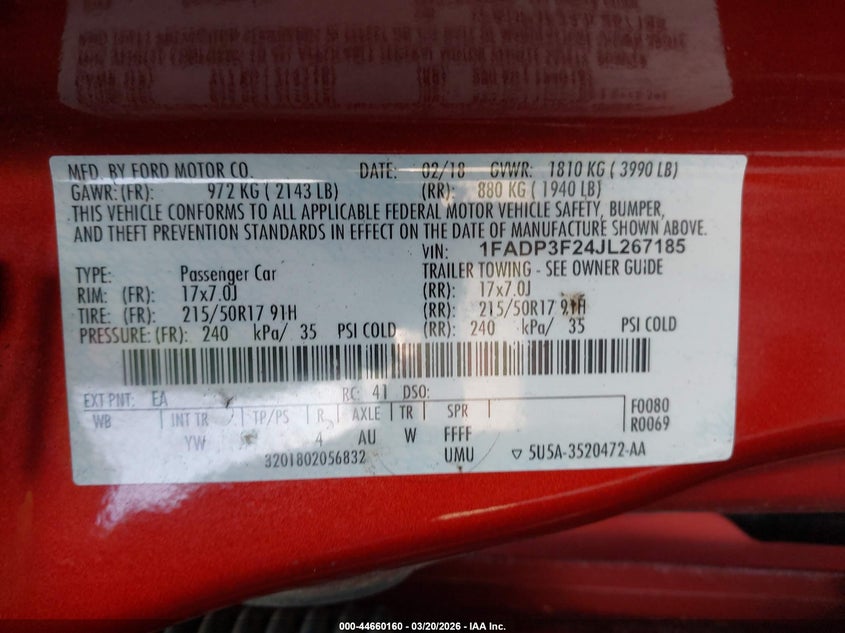 MFD. BY FORD MOTOR CO. DATE: 02/18 GVWR: 1810 KG ( 3990 LB)
GAWR: (FR): 972 KG ( 2143 LB) (RR): 880 KG ( 1940 LB)
THIS VEHICLE CONFORMS TO ALL APPLICABLE FEDERAL MOTOR VEHICLE SAFETY, BUMPER,
AND THEFT PREVENTION STANDARDS IN EFFECT ON THE DATE OF MANUFACTURE SHOWN ABOVE.
VIN: 1FADP3F24JL267185
TYPE: Passenger Car TRAILER TOWING - SEE OWNER GUIDE
RIM: (FR): 17x7.0J (RR): 17x7.0J
TIRE: (FR): 215/50R17 91H (RR): 215/50R17 91H
PRESSURE: (FR): 240 kPa/ 35 PSI COLD (RR): 240 kPa/ 35 PSI COLD
EXT PNT: EA RC: 41 DSO:
WB INT TR TP/PS R AXLE TR SPR F0080
YW 4 AU W FFFF R0069
3201802056832 UMU ▽ 5U5A-3520472-AA
000-44660160 — 03/20/2026 — IAA Inc.